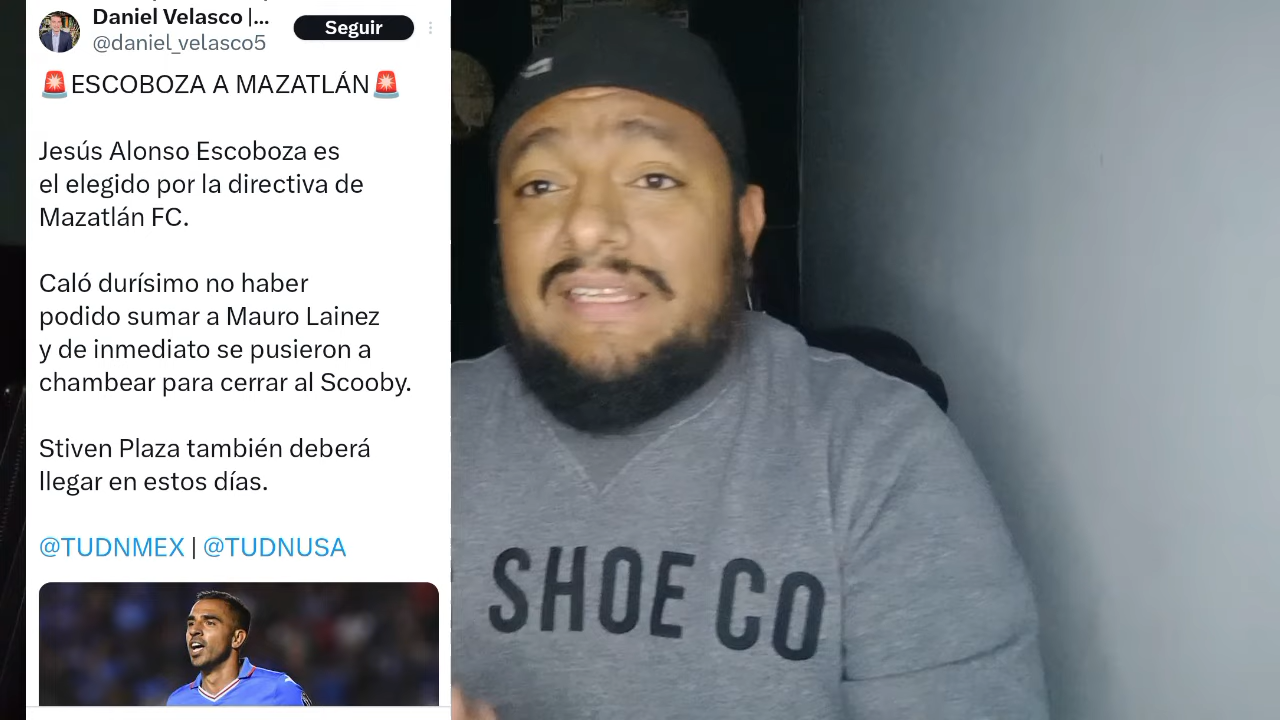 Daniel Velasco |...
@daniel_velasco5
Seguir
🚨ESCOBOZA A MAZATLÁN🚨
Jesús Alonso Escoboza es
el elegido por la directiva de
Mazatlán FC.
Caló durísimo no haber
podido sumar a Mauro Lainez
y de inmediato se pusieron a
chambear para cerrar al Scooby.
Stiven Plaza también deberá
llegar en estos días.
@TUDNMEX | @TUDNUSA
SHOE CO